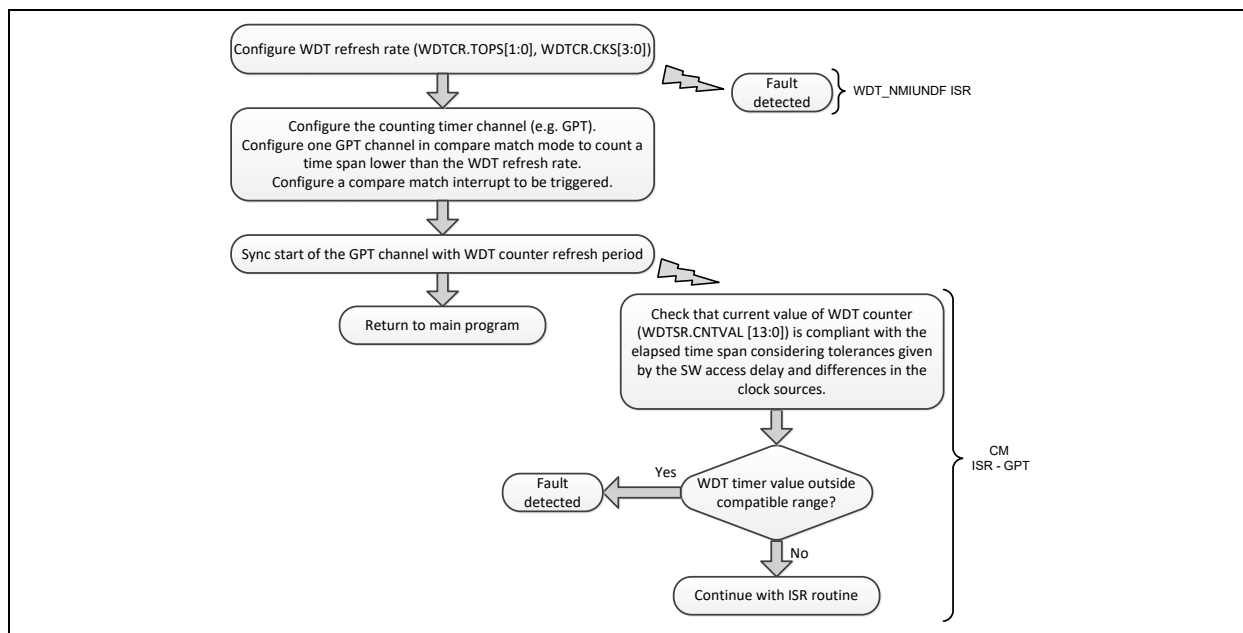 Configure WDT refresh rate (WDTCR.TOPS[1:0], WDTCR.CKS[3:0])
Fault
detected
WDT_NMIUNDF ISR
Configure the counting timer channel (e.g. GPT).
Configure one GPT channel in compare match mode to count a
time span lower than the WDT refresh rate.
Configure a compare match interrupt to be triggered.
Sync start of the GPT channel with WDT counter refresh period
Return to main program
Check that current value of WDT counter
(WDTSR.CNTVAL [13:0]) is compliant with the
elapsed time span considering tolerances given
by the SW access delay and differences in the
clock sources.
CM
ISR - GPT
Yes
Fault
detected
WDT timer value outside
compatible range?
No
Continue with ISR routine